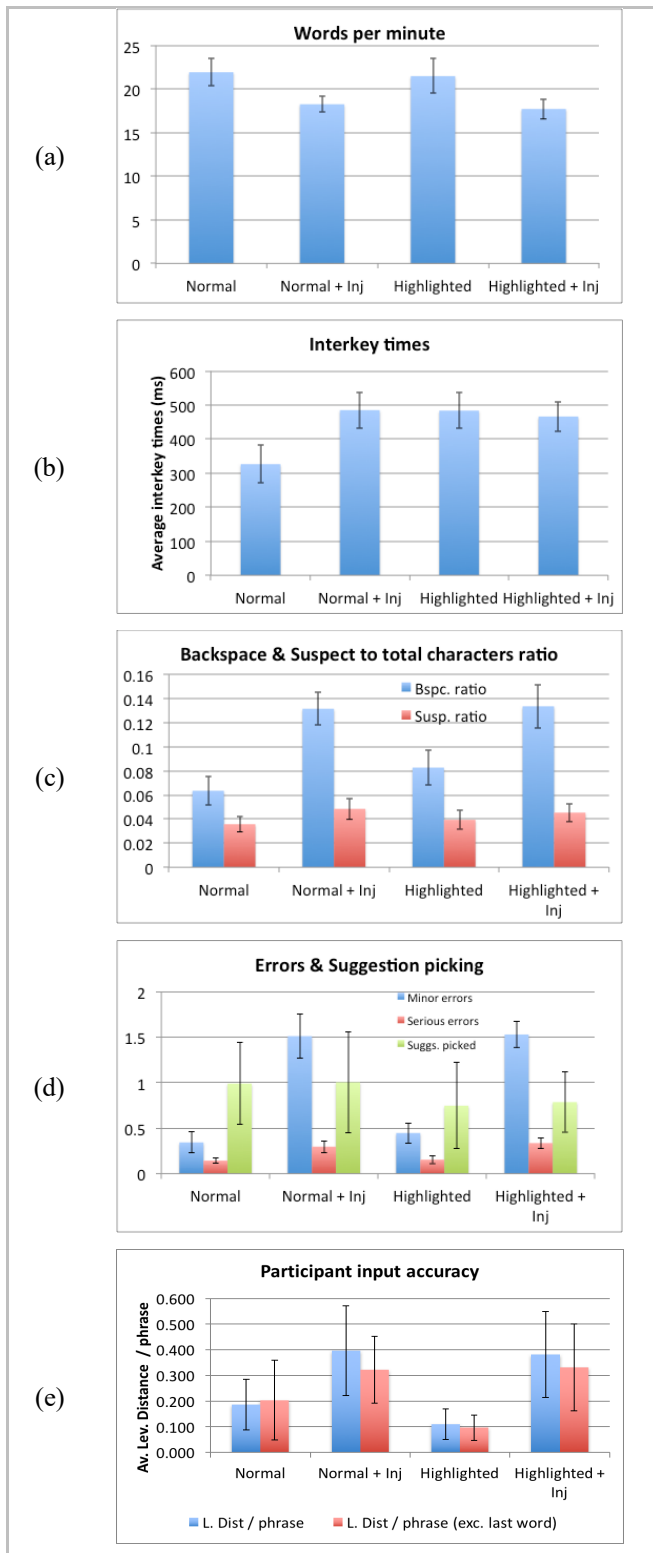 (a)
Words per minute
25
20
15
10
5
0
Normal Normal + Inj Highlighted Highlighted + Inj
(b)
Interkey times
Average interkey times (ms)
600
500
400
300
200
100
0
Normal Normal + Inj Highlighted Highlighted + Inj
(c)
Backspace & Suspect to total characters ratio
0.16
0.14
0.12
0.1
0.08
0.06
0.04
0.02
0
Bspc. ratio
Susp. ratio
Normal Normal + Inj Highlighted Highlighted +
Inj
(d)
Errors & Suggestion picking
2
1.5
1
0.5
0
Minor errors
Serious errors
Suggs. picked
Normal Normal + Inj Highlighted Highlighted +
Inj
(e)
Participant input accuracy
Av. Lev. Distance / phrase
0.600
0.500
0.400
0.300
0.200
0.100
0.000
Normal Normal + Inj Highlighted Highlighted +
Inj
L. Dist / phrase L. Dist / phrase (exc. last word)